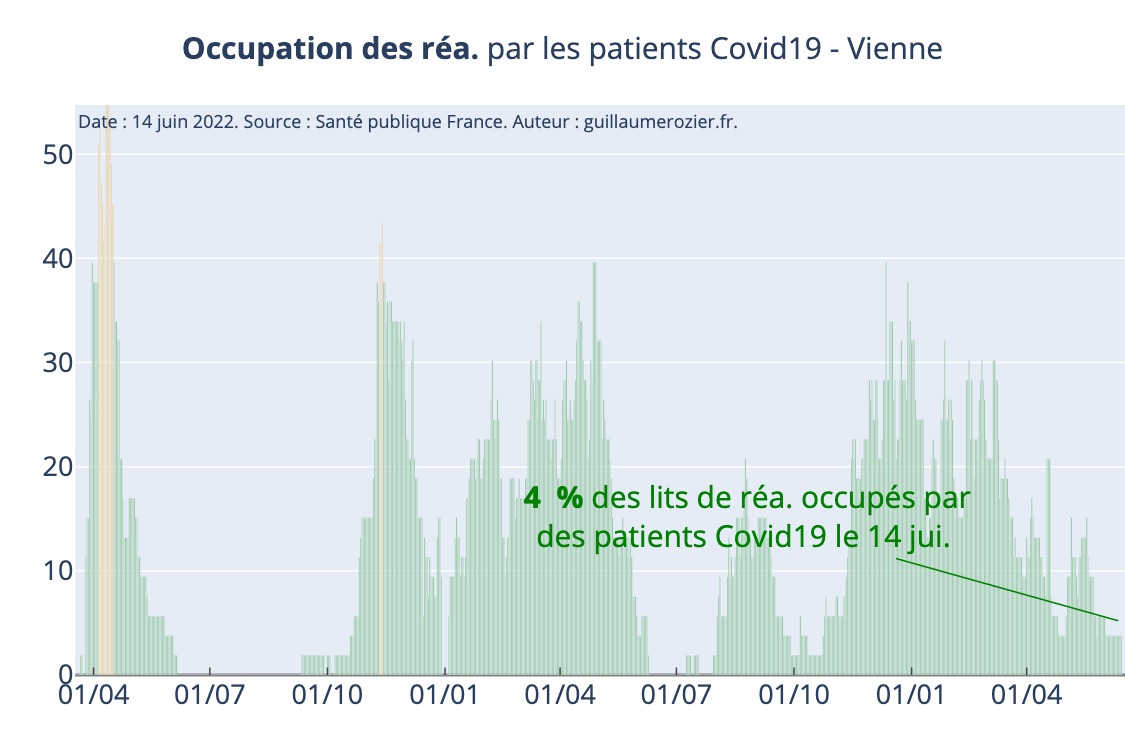 Occupation des réa. par les patients Covid19 - Vienne
Date : 14 juin 2022. Source : Santé publique France. Auteur : guillaumerozier.fr.
50
40
30
20
4 % des lits de réa. occupés par
des patients Covid19 le 14 jui.
10
0
01/04 01/07 01/10 01/01 01/04 01/07 01/10 01/01 01/04